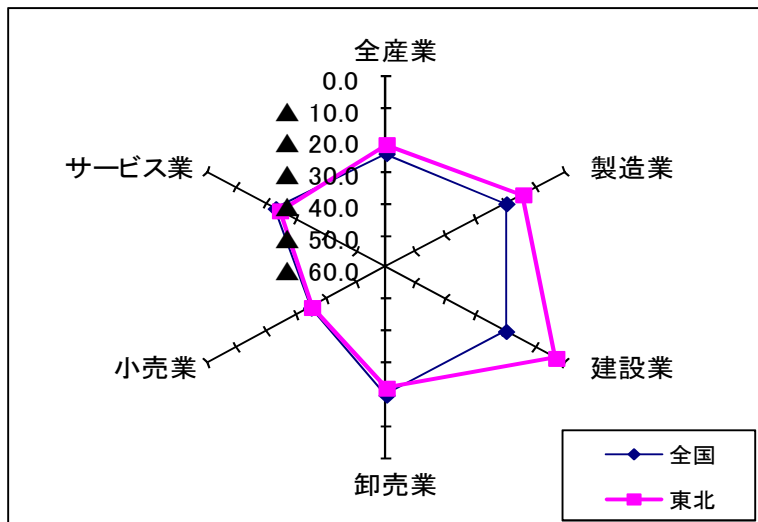 全産業
0.0
▲ 10.0
▲ 20.0
▲ 30.0
▲ 40.0
▲ 50.0
▲ 60.0
サービス業
製造業
小売業
建設業
卸売業
全国
東北